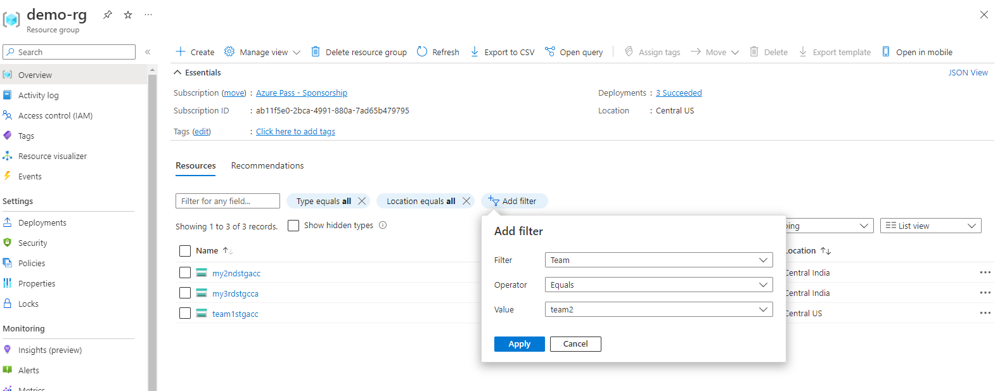 demo-rg
Resource group
Search
Overview
Activity log
Access control (IAM)
Tags
Resource visualizer
Events
Settings
Deployments
Security
Policies
Properties
Locks
Monitoring
Insights (preview)
Alerts
Metrics
Create Manage view Delete resource group Refresh Export to CSV Open query Assign tags Move Delete Export template Open in mobile
Essentials JSON View
Subscription (move) : Azure Pass - Sponsorship Deployments : 3 Succeeded
Subscription ID : ab11f5e0-2bca-4991-880a-7ad65b479795 Location : Central US
Tags (edit) : Click here to add tags
Resources Recommendations
Filter for any field... Type equals all Location equals all Add filter
Showing 1 to 3 of 3 records. Show hidden types ping List view
Name Location
my2ndstgacc Central India
my3rdstgcca Central India
team1stgacc Central US
Add filter
Filter Team
Operator Equals
Value team2
Apply Cancel